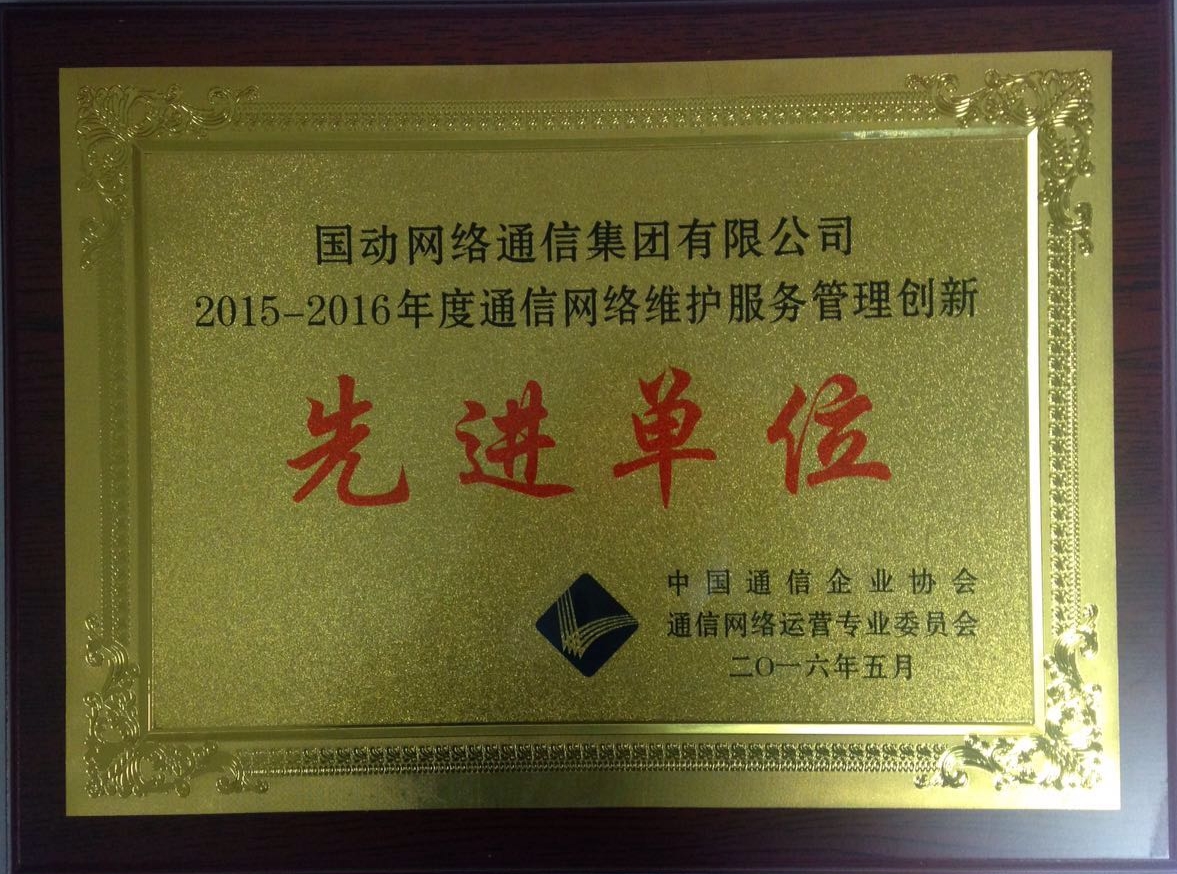 国动网络通信集团有限公司
2015-2016年度通信网络维护服务管理创新
先进单位
中国通信企业协会
通信网络运营专业委员会
二〇一六年五月